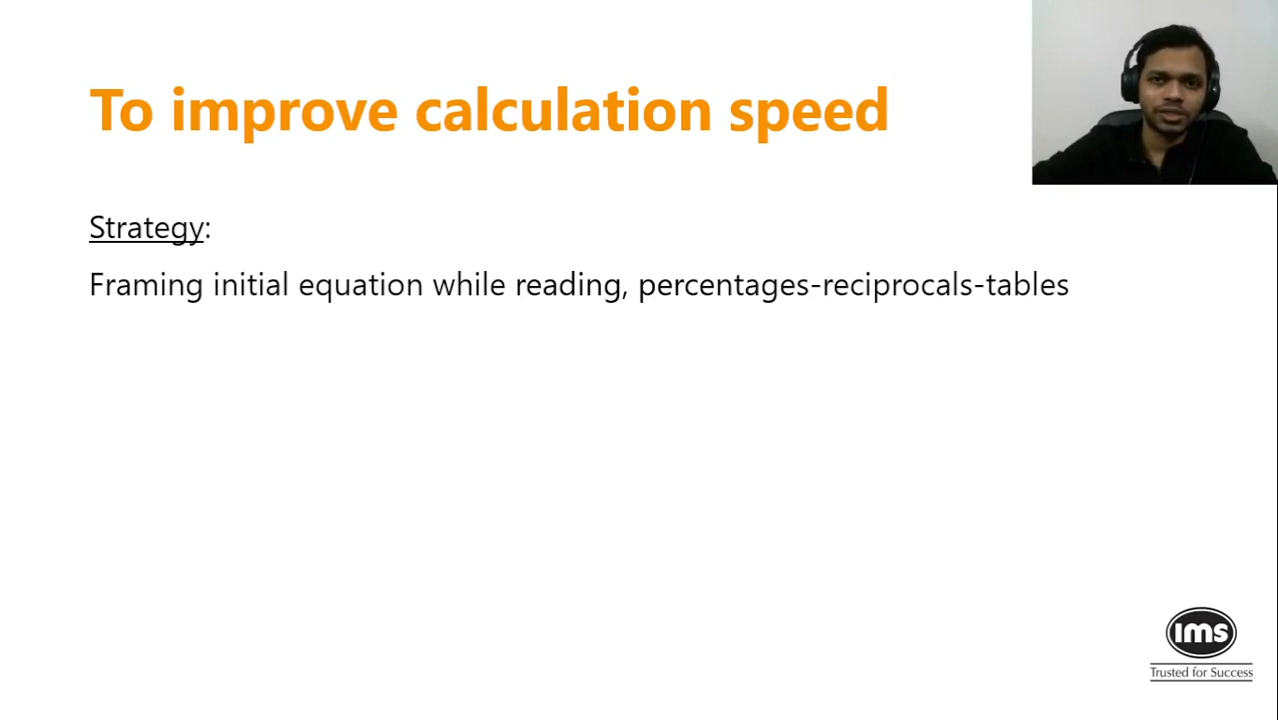 To improve calculation speed
Strategy:
Framing initial equation while reading, percentages-reciprocals-tables
ims
Trusted for Success